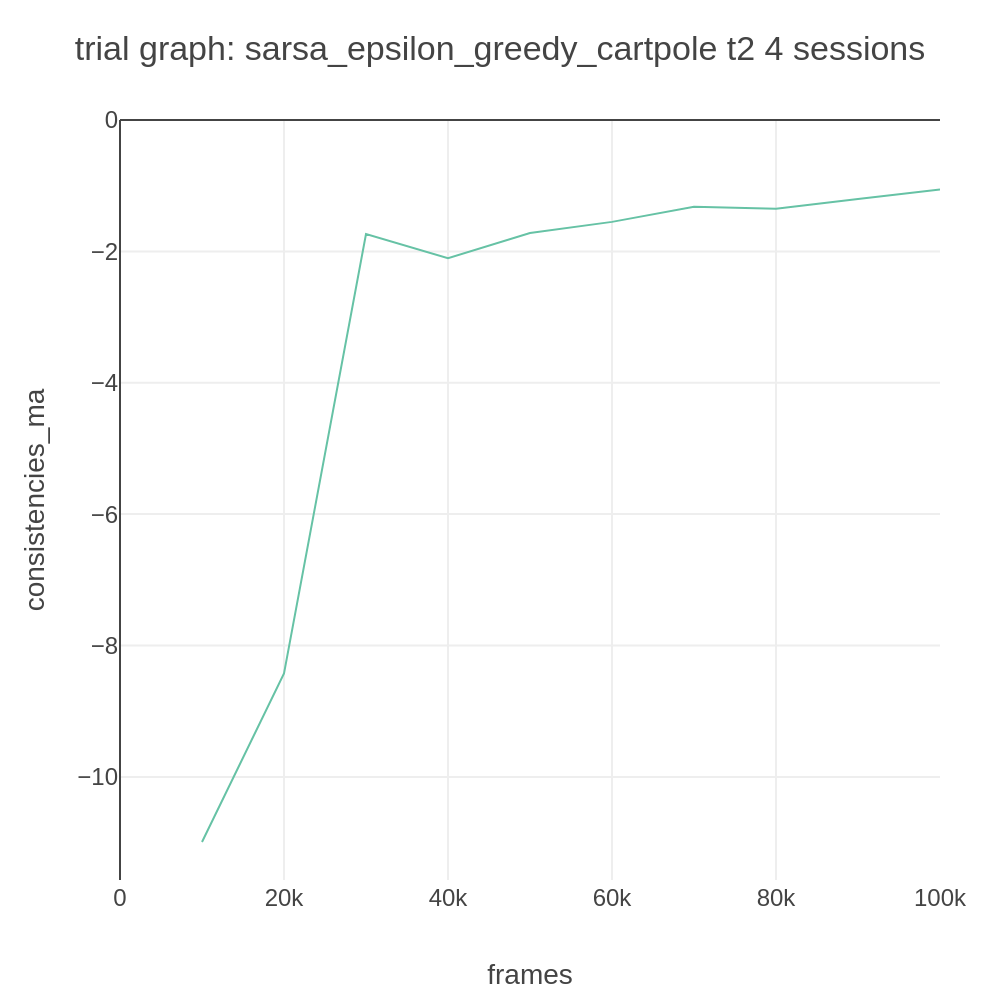 trial graph: sarsa_epsilon_greedy_cartpole t2 4 sessions
0
−2
−4
−6
−8
−10
consistencies_ma
0
20k
40k
60k
80k
100k
frames